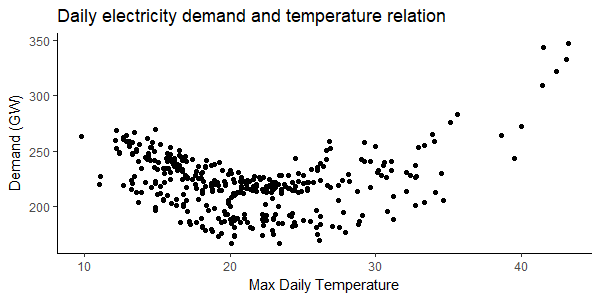 Daily electricity demand and temperature relation
350
300
250
200
Demand (GW)
10 20 30 40
Max Daily Temperature